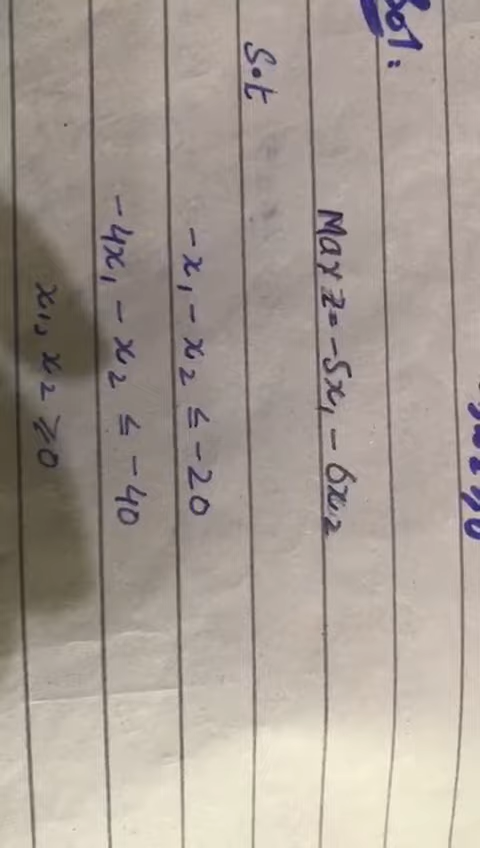 Sol:
Max Z = -5x₁ - 6x₂
S.t
-x₁ - x₂ ≤ -20
-4x₁ - x₂ ≤ -40
x₁, x₂ ≥ 0